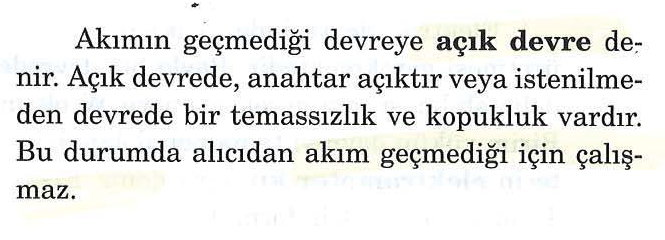 Akımın geçmediği devreye açık devre de-
nir. Açık devrede, anahtar açıktır veya istenilme-
den devrede bir temassızlık ve kopukluk vardır.
Bu durumda alıcıdan akım geçmediği için çalış-
maz.